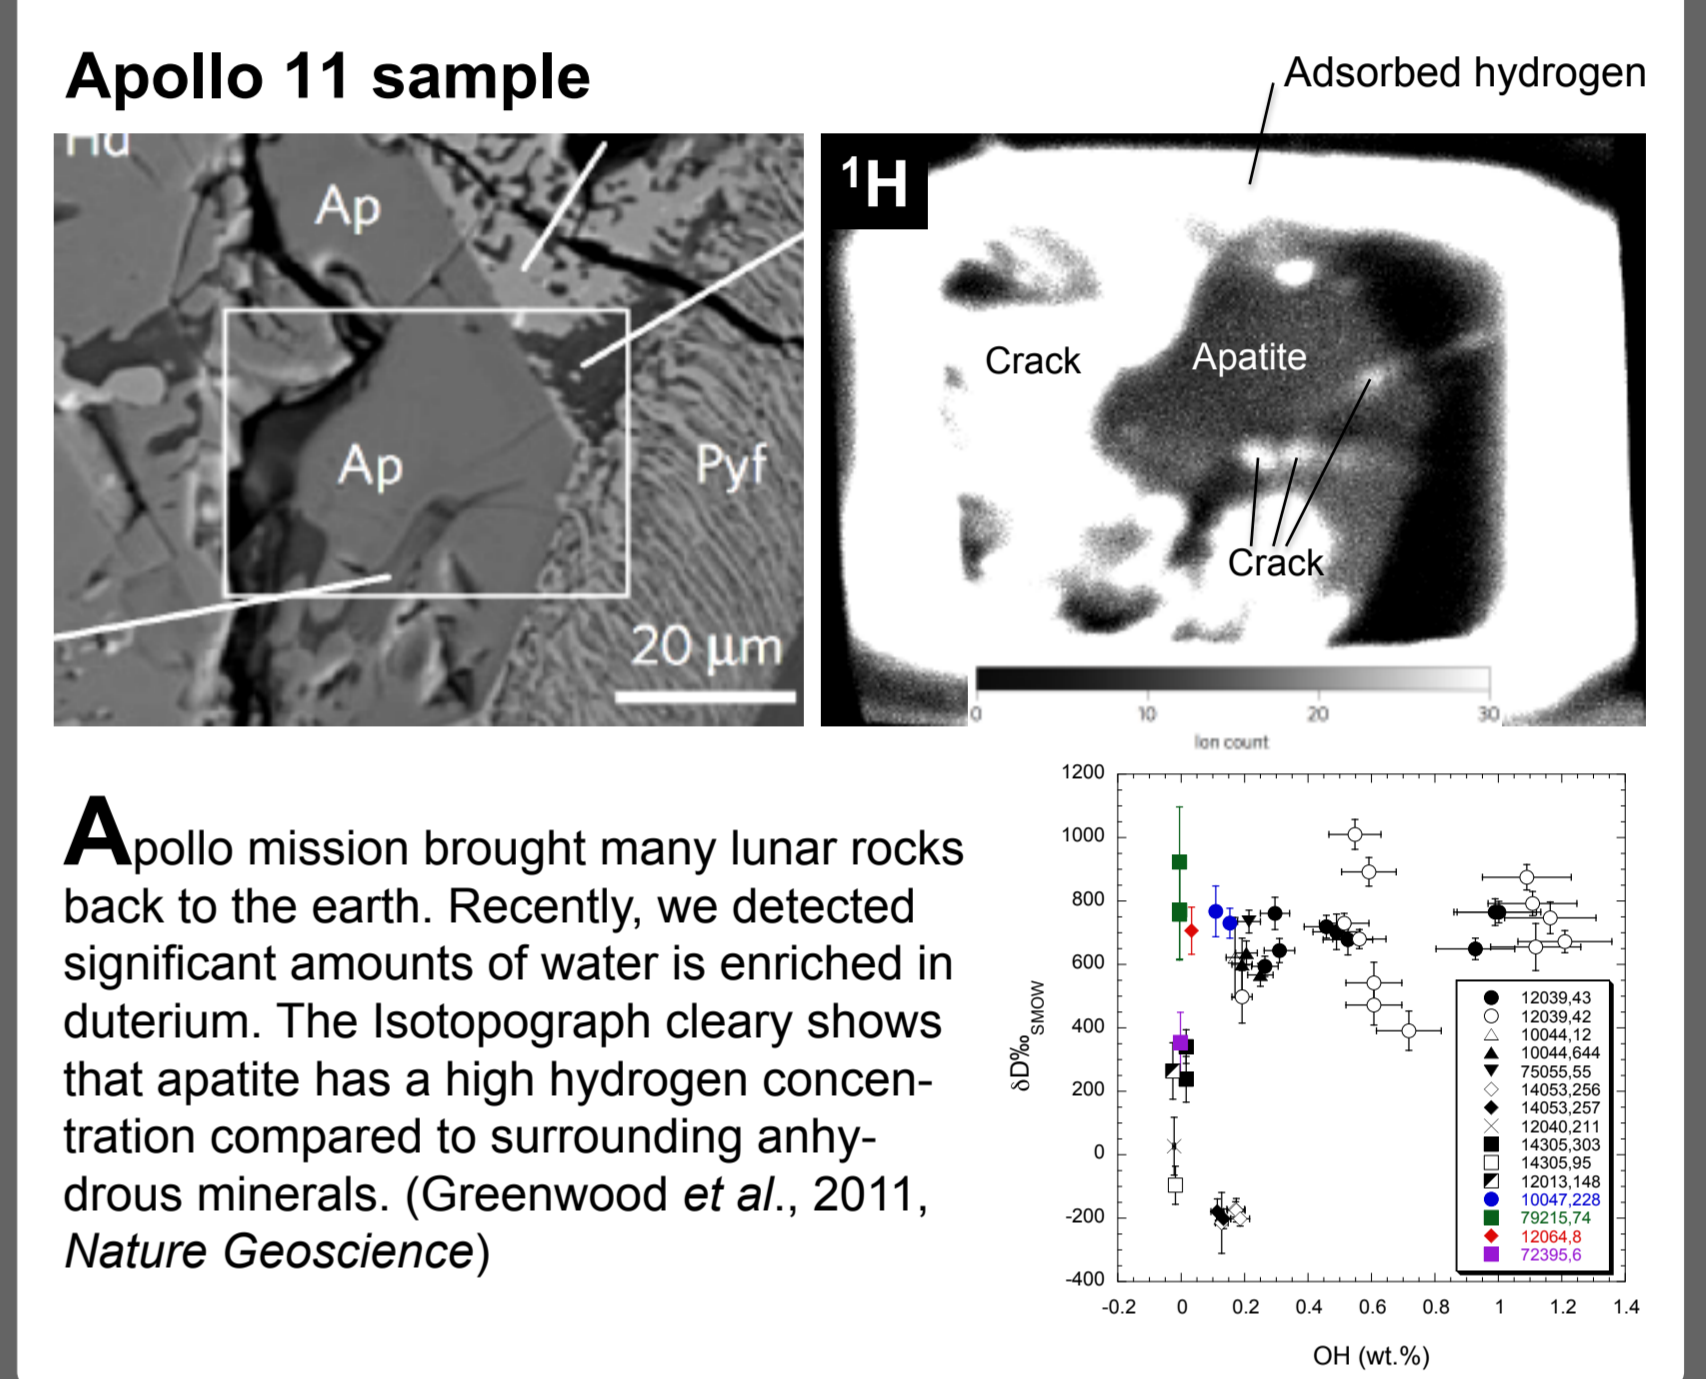 Apollo 11 sample
Adsorbed hydrogen
Hd
Ap
Ap
Pyf
20 μm
¹H
Crack
Apatite
Crack
0 10 20 30
Ion count
Apollo mission brought many lunar rocks
back to the earth. Recently, we detected
significant amounts of water is enriched in
duterium. The Isotopograph cleary shows
that apatite has a high hydrogen concen-
tration compared to surrounding anhy-
drous minerals. (Greenwood et al., 2011,
Nature Geoscience)
1200
1000
800
600
400
200
0
-200
-400
δD‰SMOW
-0.2 0 0.2 0.4 0.6 0.8 1 1.2 1.4
OH (wt.%)
12039,43
12039,42
10044,12
10044,644
75055,55
14053,256
14053,257
12040,211
14305,303
14305,95
12013,148
10047,228
79215,74
12064,8
72395,6